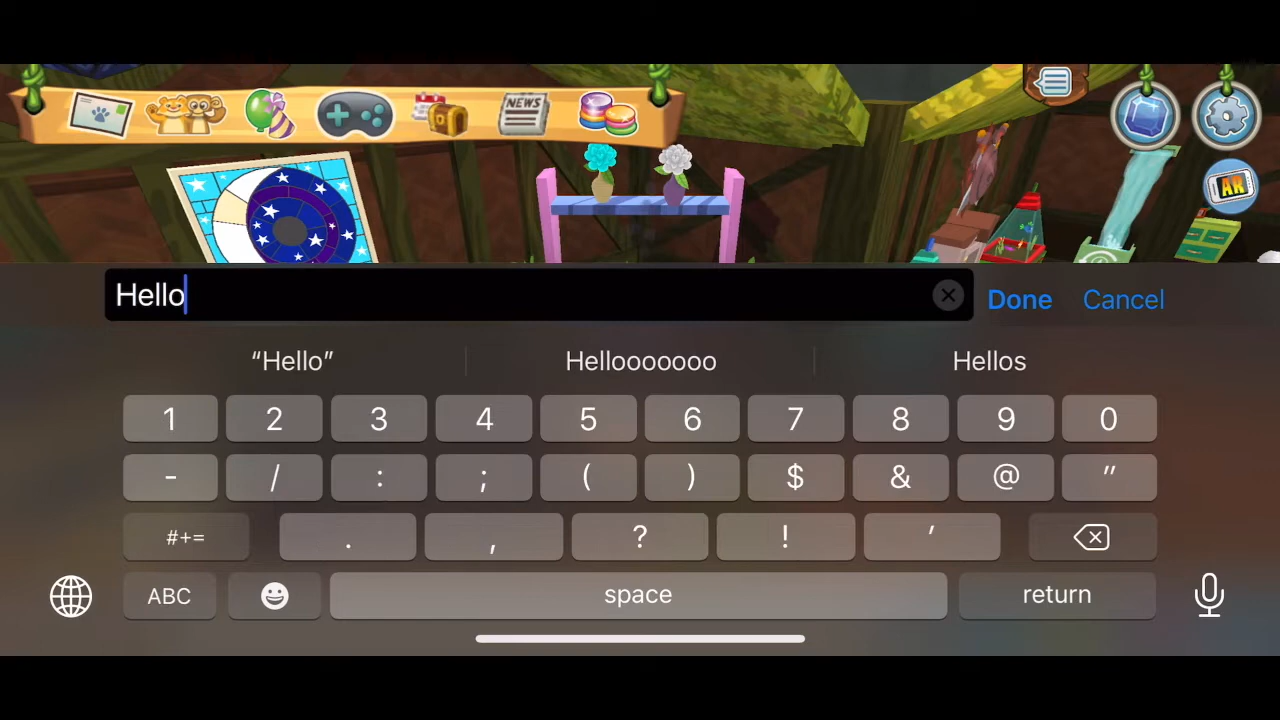 NEWS
AR
Hello
Done
Cancel
“Hello”
Hellooooooo
Hellos
1 2 3 4 5 6 7 8 9 0
- / : ; ( ) $ & @ "
#+= . , ? ! '
ABC space return